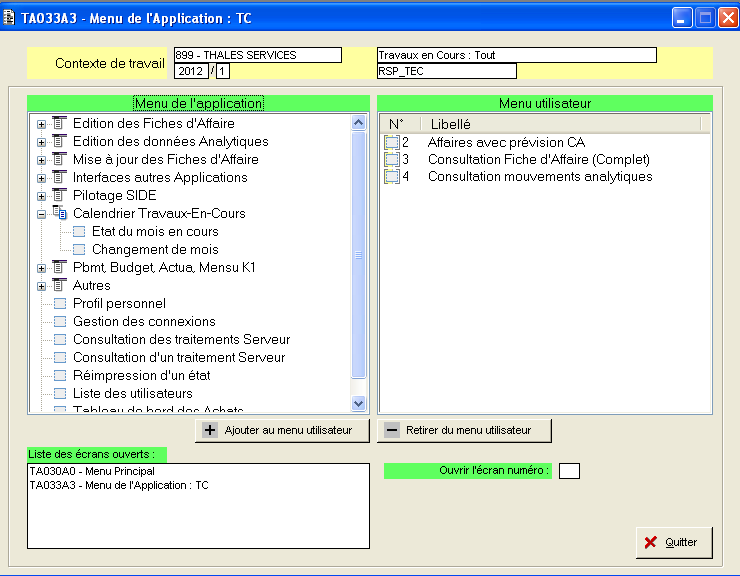 TA033A3 - Menu de l'Application : TC
Contexte de travail
899 - THALES SERVICES
Travaux en Cours : Tout
2012 / 1
RSP_TEC
Menu de l'application
Menu utilisateur
Edition des Fiches d'Affaire
Edition des données Analytiques
Mise à jour des Fiches d'Affaire
Interfaces autres Applications
Pilotage SIDE
Calendrier Travaux-En-Cours
Etat du mois en cours
Changement de mois
Pbmt, Budget, Actua, Mensu K1
Autres
Profil personnel
Gestion des connexions
Consultation des traitements Serveur
Consultation d'un traitement Serveur
Réimpression d'un état
Liste des utilisateurs
Tableau de bord des Achats
N° Libellé
2 Affaires avec prévision CA
3 Consultation Fiche d'Affaire (Complet)
4 Consultation mouvements analytiques
Ajouter au menu utilisateur
Retirer du menu utilisateur
Liste des écrans ouverts :
TA030A0 - Menu Principal
TA033A3 - Menu de l'Application : TC
Ouvrir l'écran numéro :
Quitter